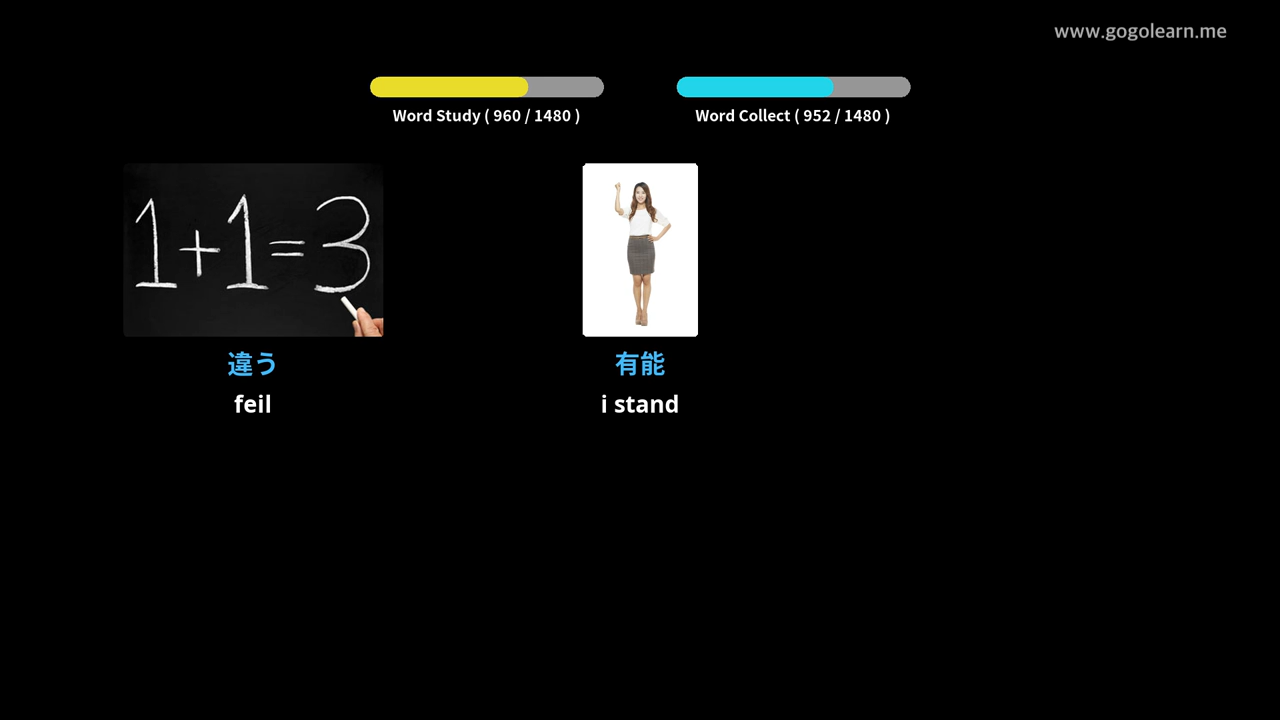 www.gogolearn.me
Word Study ( 960 / 1480 )
Word Collect ( 952 / 1480 )
1+1=3
違う
feil
有能
i stand